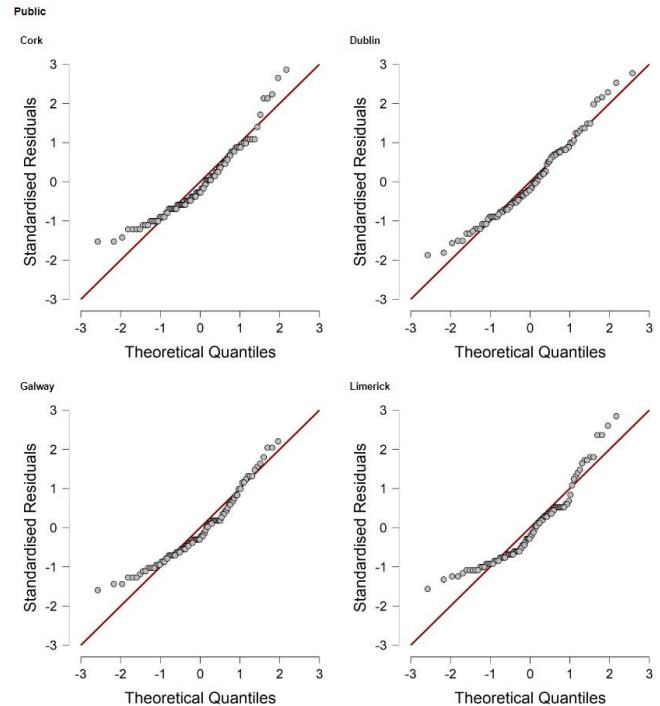 Public
Cork
Standardised Residuals
3
2
1
0
-1
-2
-3
-3 -2 -1 0 1 2 3
Theoretical Quantiles
Dublin
Standardised Residuals
3
2
1
0
-1
-2
-3
-3 -2 -1 0 1 2 3
Theoretical Quantiles
Galway
Standardised Residuals
3
2
1
0
-1
-2
-3
-3 -2 -1 0 1 2 3
Theoretical Quantiles
Limerick
Standardised Residuals
3
2
1
0
-1
-2
-3
-3 -2 -1 0 1 2 3
Theoretical Quantiles